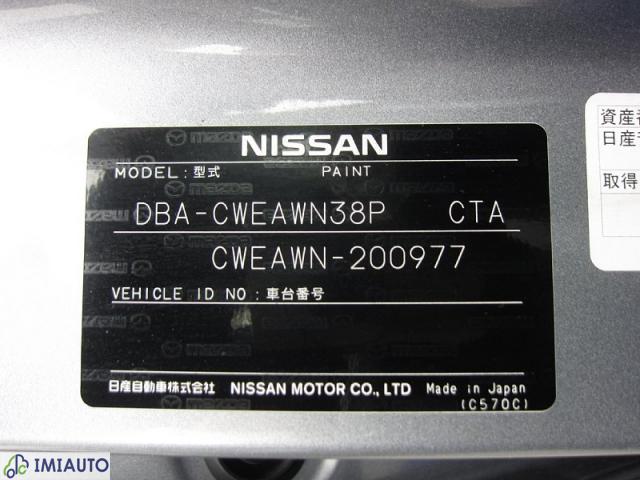 NISSAN
MODEL : 型式 PAINT
DBA-CWEAWN38P CTA
CWEAWN-200977
VEHICLE ID NO : 車台番号
日産自動車株式会社 NISSAN MOTOR CO., LTD Made in Japan
(C570C)
資産
日産
取得
IMIAUTO
mazda